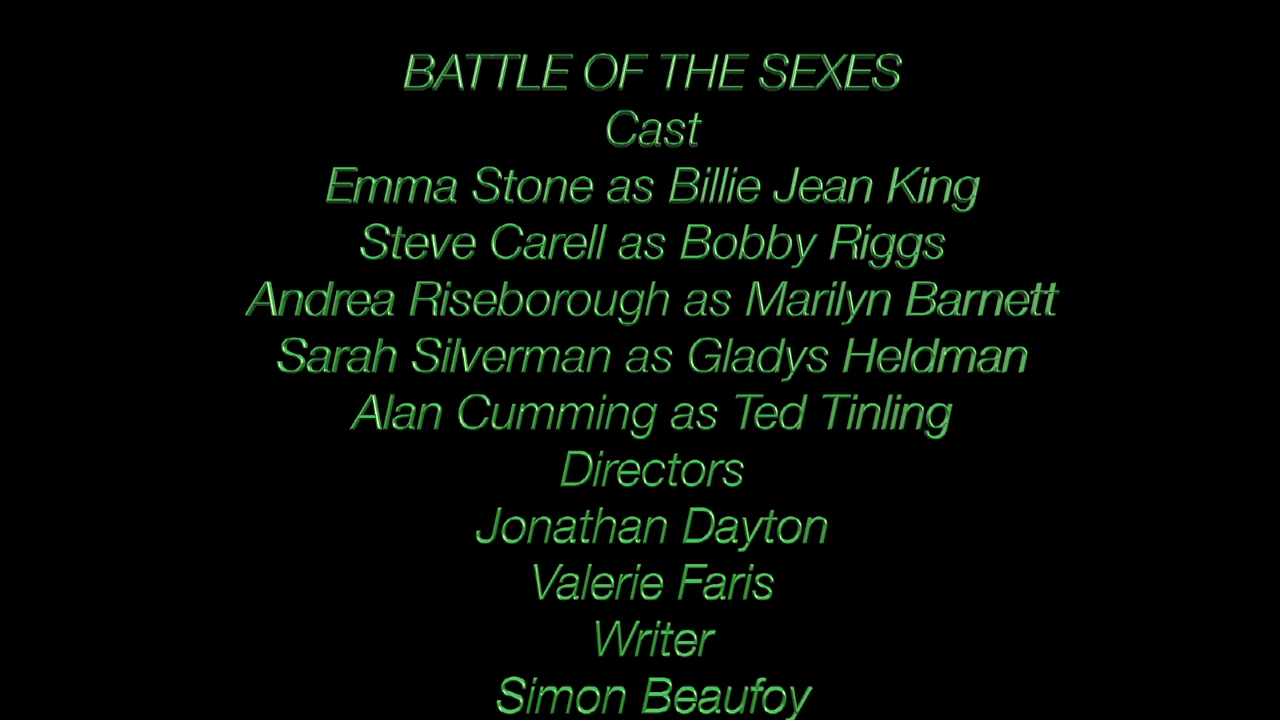 BATTLE OF THE SEXES
Cast
Emma Stone as Billie Jean King
Steve Carell as Bobby Riggs
Andrea Riseborough as Marilyn Barnett
Sarah Silverman as Gladys Heldman
Alan Cumming as Ted Tinling
Directors
Jonathan Dayton
Valerie Faris
Writer
Simon Beaufoy